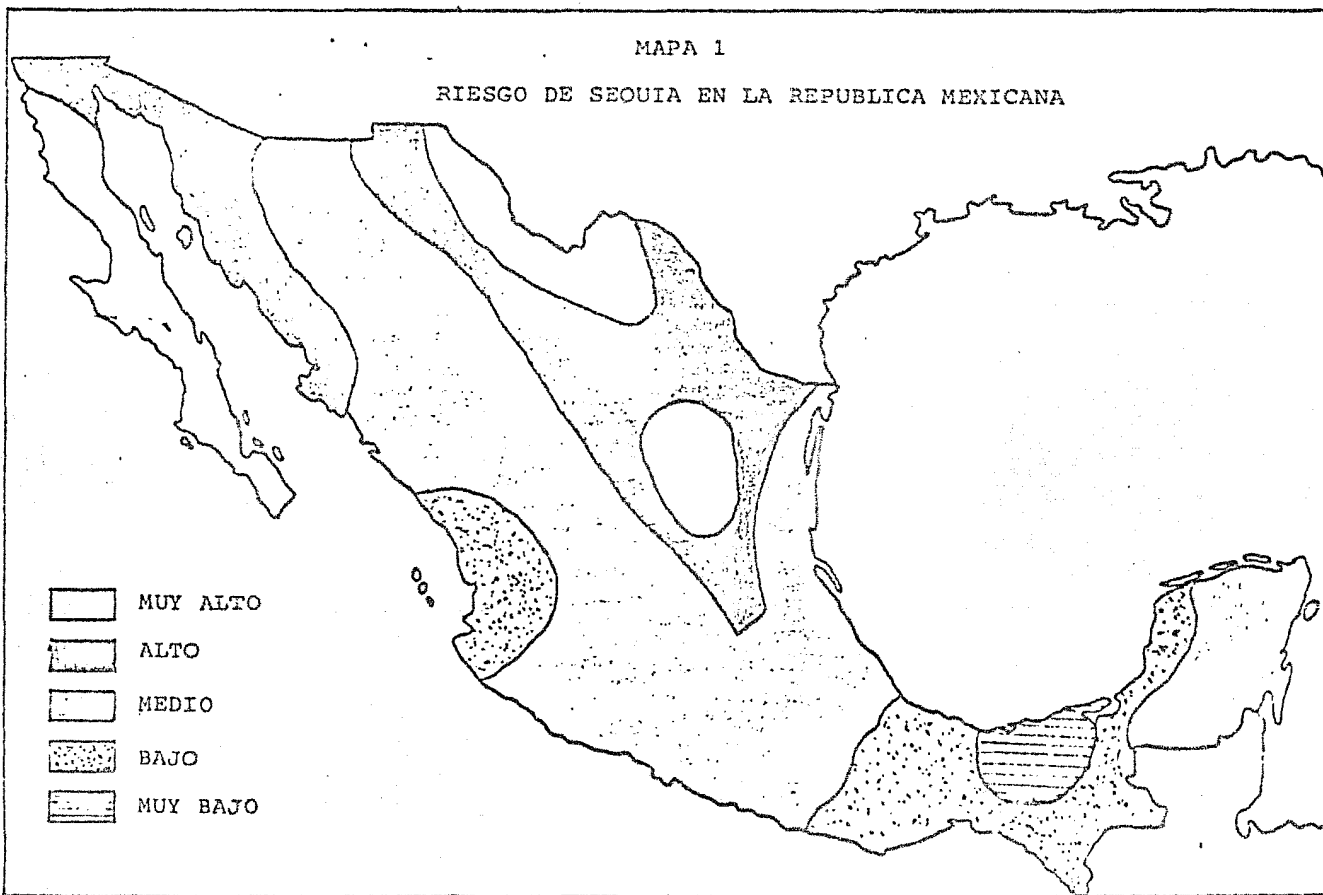 MAPA 1
RIESGO DE SEQUIA EN LA REPUBLICA MEXICANA
MUY ALTO
ALTO
MEDIO
BAJO
MUY BAJO